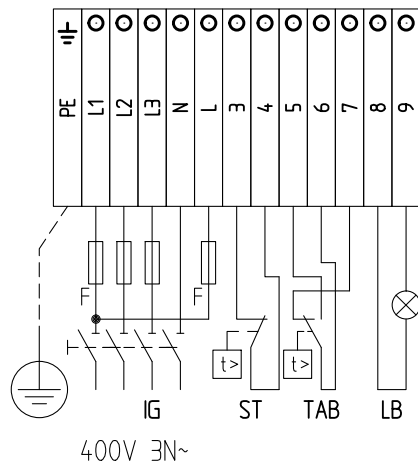 PE L1 L2 L3 N L 3 4 5 6 7 8 9
F F
t> t>
IG ST TAB LB
400V 3N~